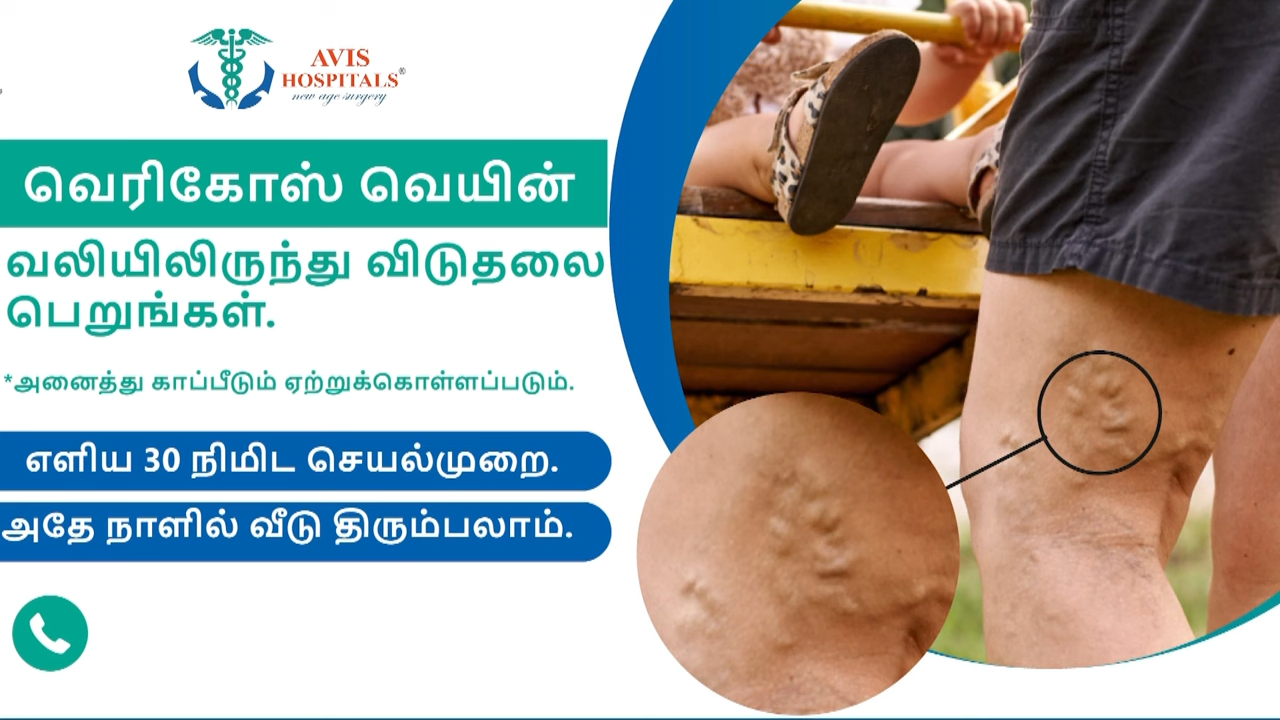 AVIS
HOSPITALS®
new age surgery
வெரிகோஸ் வெயின்
வலியிலிருந்து விடுதலை
பெறுங்கள்.
*அனைத்து காப்பீடும் ஏற்றுக்கொள்ளப்படும்.
எளிய 30 நிமிட செயல்முறை.
அதே நாளில் வீடு திரும்பலாம்.